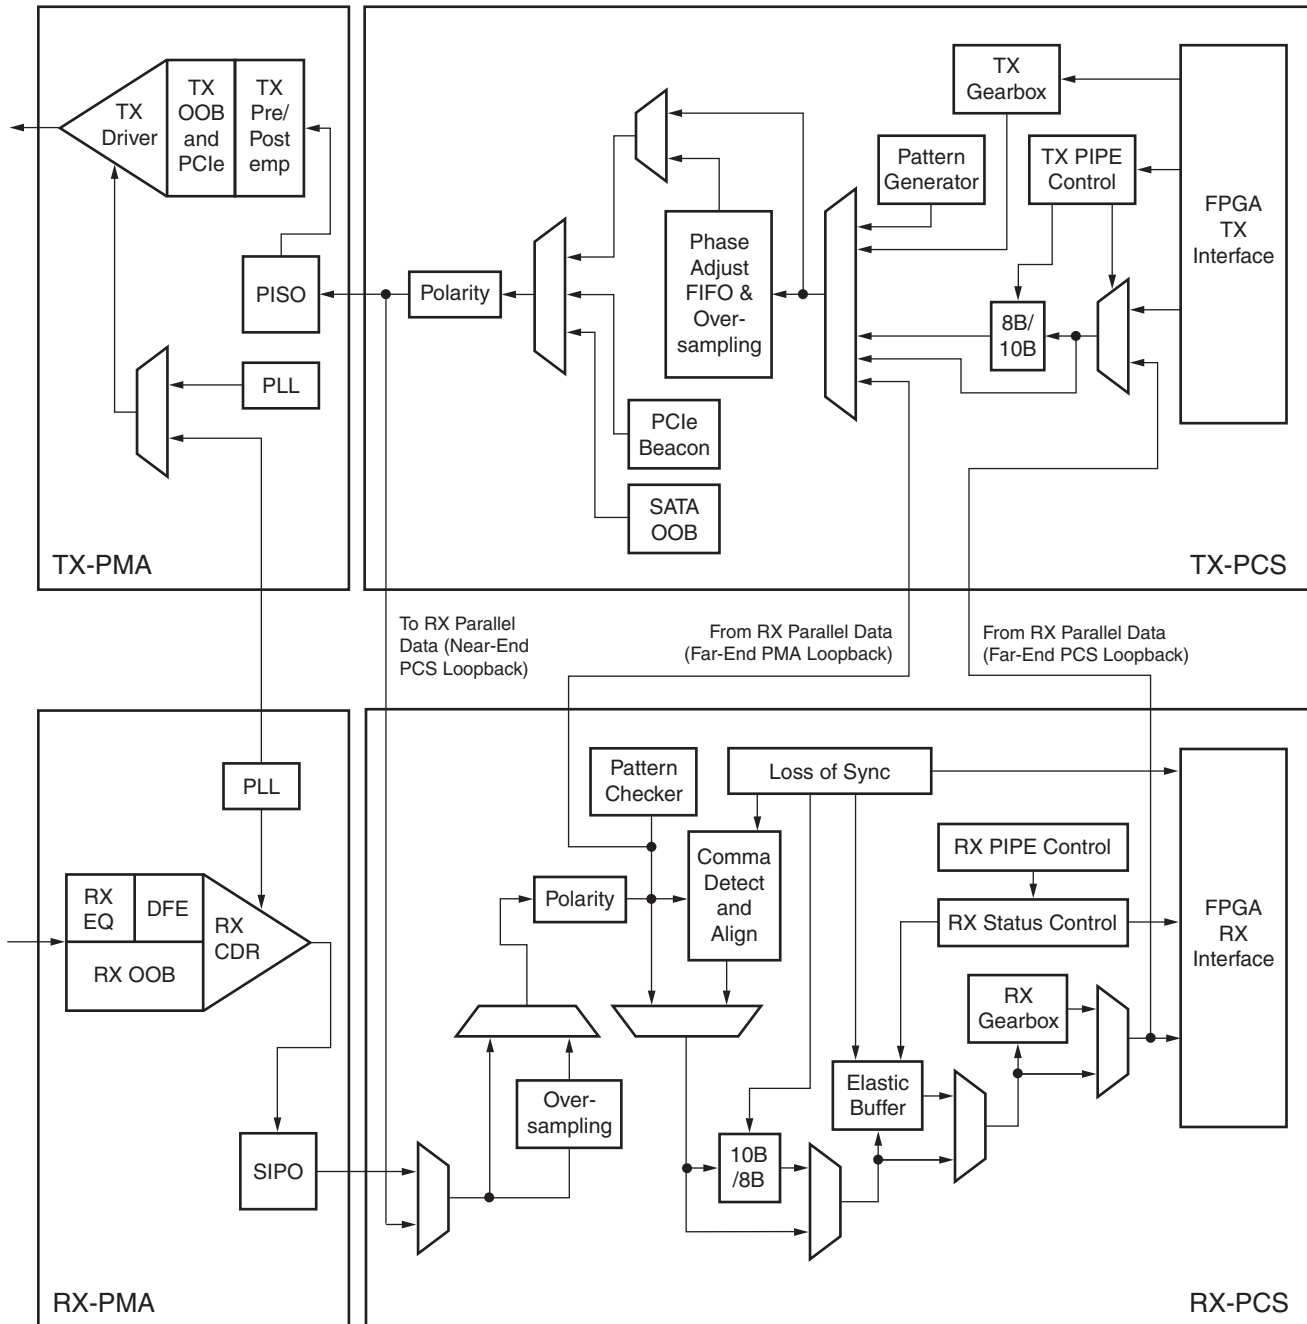 TX
Driver
TX
OOB
and
PCIe
TX
Pre/
Post
emp
PISO
PLL
TX-PMA
TX
Gearbox
Pattern
Generator
TX PIPE
Control
FPGA
TX
Interface
Phase
Adjust
FIFO &
Over-
sampling
Polarity
8B/
10B
PCIe
Beacon
SATA
OOB
TX-PCS
To RX Parallel
Data (Near-End
PCS Loopback)
From RX Parallel Data
(Far-End PMA Loopback)
From RX Parallel Data
(Far-End PCS Loopback)
PLL
RX
EQ
DFE
RX
CDR
RX OOB
SIPO
RX-PMA
Pattern
Checker
Loss of Sync
Comma
Detect
and
Align
Polarity
RX PIPE Control
RX Status Control
FPGA
RX
Interface
RX
Gearbox
Over-
sampling
Elastic
Buffer
10B
/8B
RX-PCS